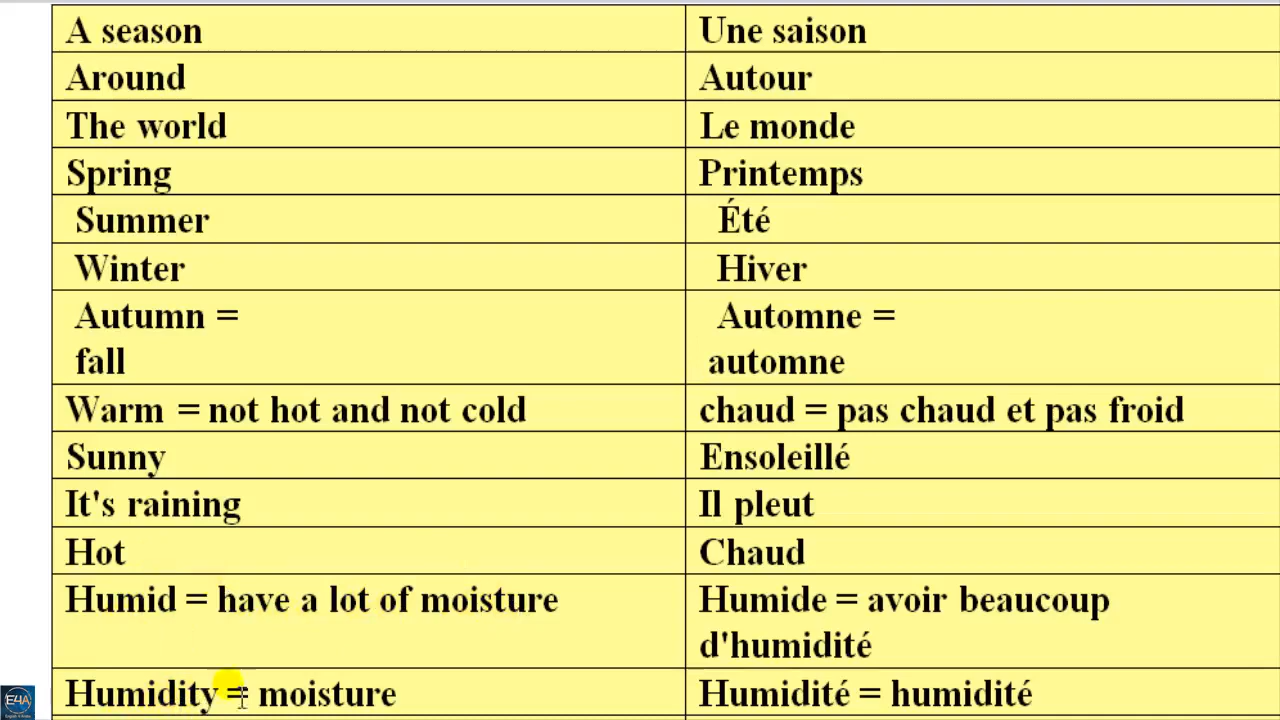 A season Une saison
Around Autour
The world Le monde
Spring Printemps
Summer Été
Winter Hiver
Autumn = Automne =
fall automne
Warm = not hot and not cold chaud = pas chaud et pas froid
Sunny Ensoleillé
It's raining Il pleut
Hot Chaud
Humid = have a lot of moisture Humide = avoir beaucoup
d'humidité
Humidity = moisture Humidité = humidité
E4A